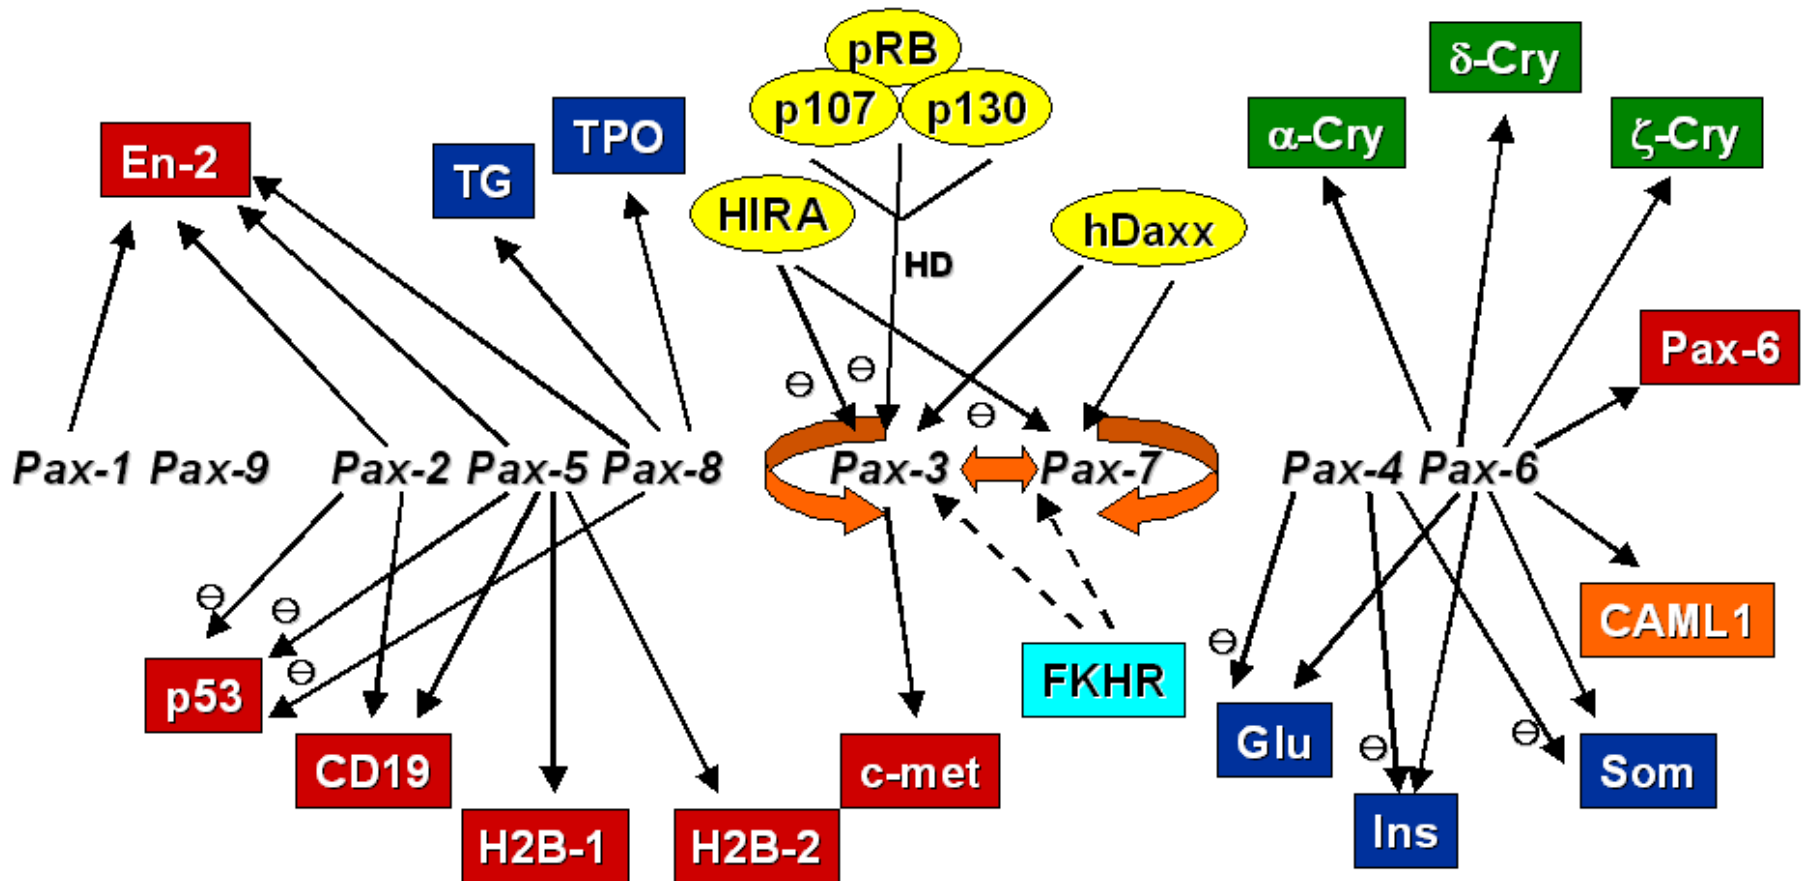 pRB
δ-Cry
p107
p130
TPO
α-Cry
ζ-Cry
En-2
TG
HIRA
hDaxx
HD
Pax-6
⊖
⊖
⊖
Pax-1 Pax-9 Pax-2 Pax-5 Pax-8 Pax-3 Pax-7 Pax-4 Pax-6
⊖
⊖
⊖
⊖
CAML1
p53
FKHR
⊖
⊖
Glu
CD19
c-met
Som
H2B-1
H2B-2
Ins